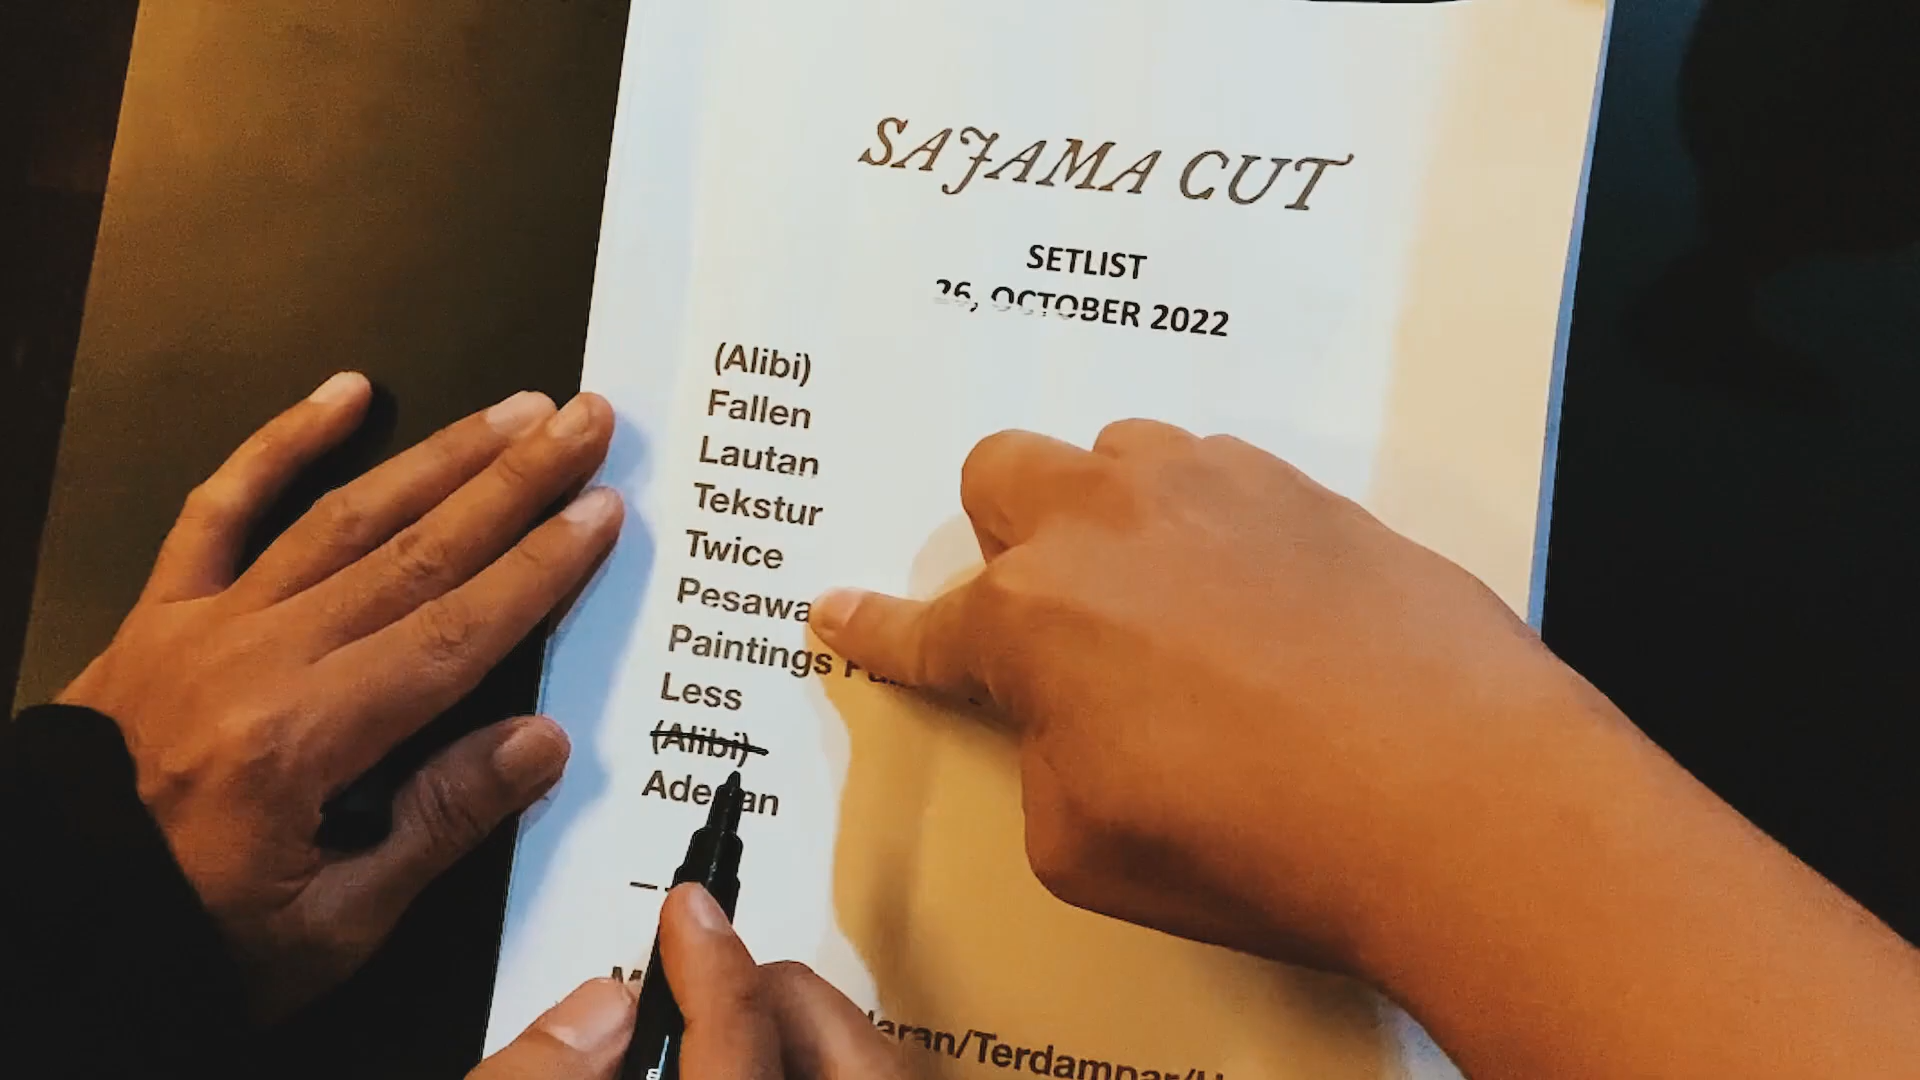 SAJAMA CUT
SETLIST
26, OCTOBER 2022
(Alibi)
Fallen
Lautan
Tekstur
Twice
Paintings
Less
(Alibi)